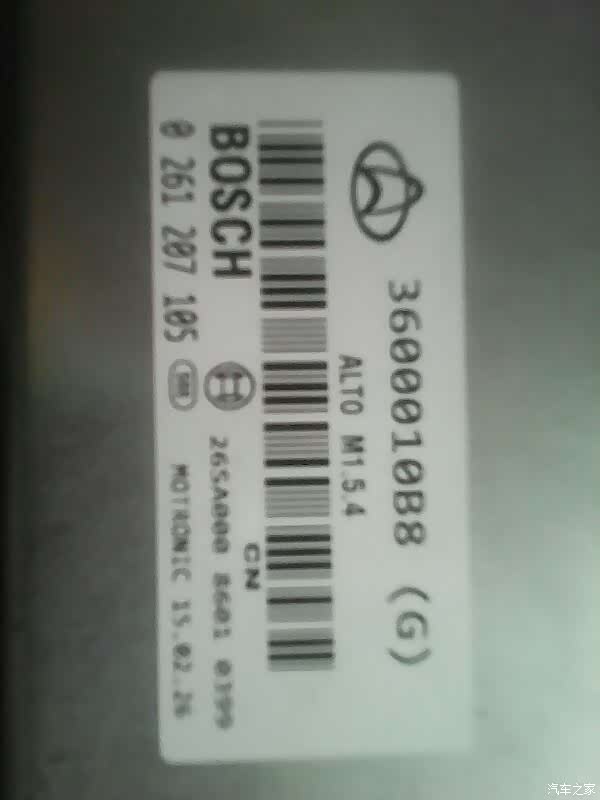 3600010B8 (G)
ALTO M1.5.4
CN
BOSCH
265A000 8601 0399
0 261 207 105
MOTRONIC 15.02.26
汽车之家